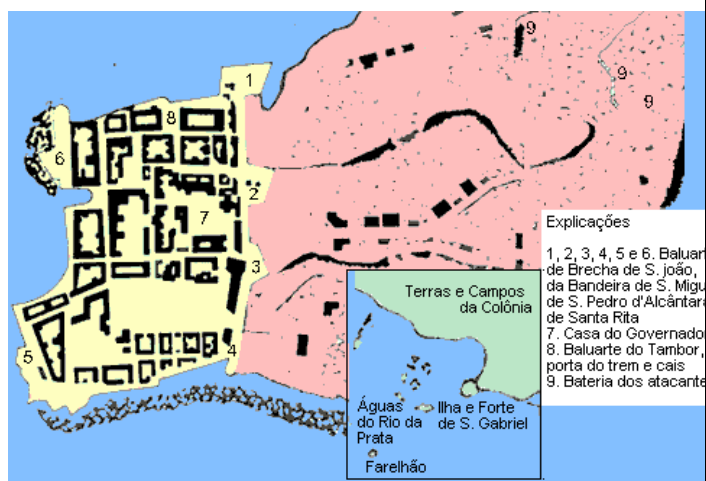 9
9
9
9
1
8
6
2
7
3
5
4
Explicações
1, 2, 3, 4, 5 e 6. Baluar
de Brecha de S. joão,
da Bandeira de S. Migu
de S. Pedro d'Alcântar
de Santa Rita
7. Casa do Governado
8. Baluarte do Tambor,
porta do trem e cais
9. Bateria dos atacante
Terras e Campos
da Colônia
Águas
do Rio da
Prata
Ilha e Forte
de S. Gabriel
Farelhão